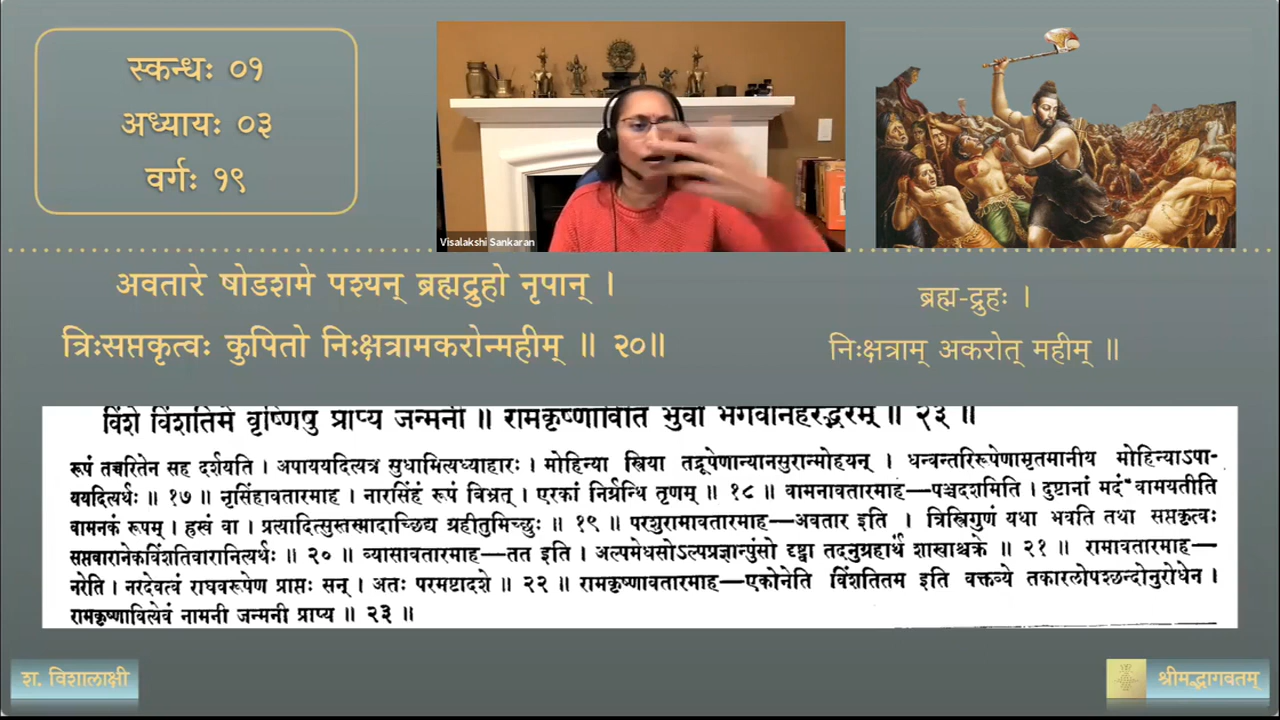 स्कन्धः ०१
अध्यायः ०३
वर्गः १९
Visalakshi Sankaran
अवतारे षोडशमे पश्यन् ब्रह्मद्रुहो नृपान् ।
त्रिःसप्तकृत्वः कुपितो निःक्षत्रामकरोन्महीम् ॥ २०॥
ब्रह्म-द्रुहः ।
निःक्षत्राम् अकरोत् महीम् ॥
विंशे विंशतिमे वृष्णिषु प्राप्य जन्मनी ॥ रामकृष्णाविति भुवो भगवानहरद्भरम् ॥ २३ ॥
रूपं तच्चरितेन सह दर्शयति । अपाययदित्यत्र सुधामित्यध्याहारः । मोहिन्या स्त्रिया तद्रूपेणान्यानसुरान्मोहयन् । धन्वन्तरिरूपेणामृतमानीय मोहिन्याऽपा-
ययदित्यर्थः ॥ १७ ॥ नृसिंहावतारमाह । नारसिंहं रूपं बिभ्रत् । एरकां निर्ग्रन्थि तृणम् ॥ १८ ॥ वामनावतारमाह—पञ्चदशमिति । दुष्टानां मदं वामयतीति
वामनकं रूपम् । ह्रस्वं वा । प्रत्यादित्सुस्तस्मादाच्छिद्य ग्रहीतुमिच्छुः ॥ १९ ॥ परशुरामावतारमाह—अवतार इति । त्रिस्त्रिगुणं यथा भवति तथा सप्तकृत्वः
सप्तवारानेकविंशतिवारानित्यर्थः ॥ २० ॥ व्यासावतारमाह—तत इति । अल्पमेधसोऽल्पप्रज्ञान्पुंसो दृष्ट्वा तदनुग्रहार्थं शाखाश्चक्रे ॥ २१ ॥ रामावतारमाह—
नरेति । नरदेवत्वं राघवरूपेण प्राप्तः सन् । अतः परमष्टादशे ॥ २२ ॥ रामकृष्णावतारमाह—एकोनेति विंशतितम इति वक्तव्ये तकारलोपश्छन्दोनुरोधेन ।
रामकृष्णावित्येवं नामनी जन्मनी प्राप्य ॥ २३ ॥
श. विशालाक्षी
श्रीमद्भागवतम्